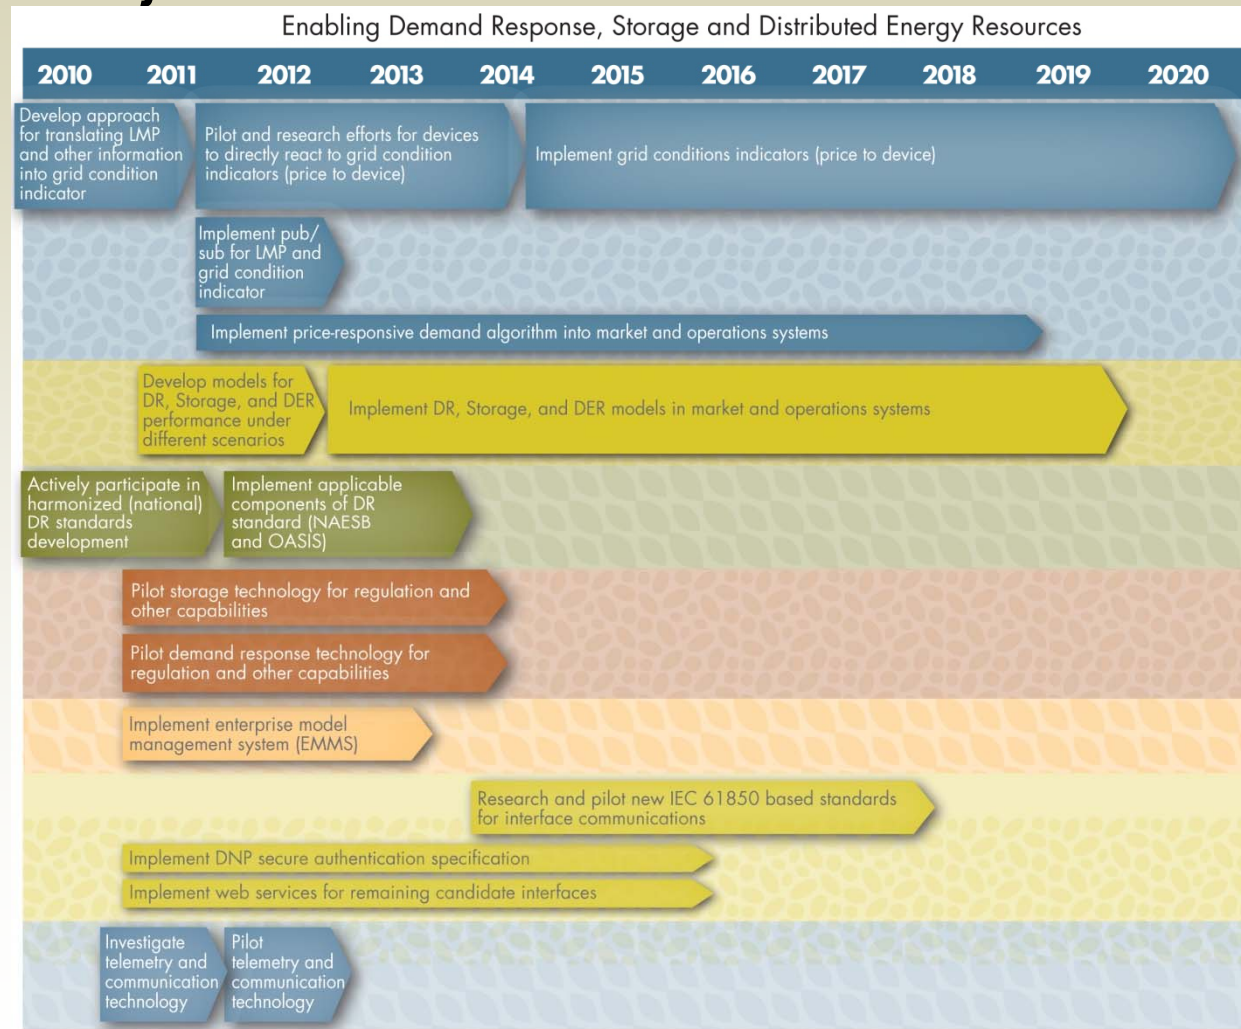 Enabling Demand Response, Storage and Distributed Energy Resources
2010 2011 2012 2013 2014 2015 2016 2017 2018 2019 2020
Develop approach
for translating LMP
and other information
into grid condition
indicator
Pilot and research efforts for devices
to directly react to grid condition
indicators (price to device)
Implement grid conditions indicators (price to device)
Implement pub/
sub for LMP and
grid condition
indicator
Implement price-responsive demand algorithm into market and operations systems
Develop models for
DR, Storage, and DER
performance under
different scenarios
Implement DR, Storage, and DER models in market and operations systems
Actively participate in
harmonized (national)
DR standards
development
Implement applicable
components of DR
standard (NAESB
and OASIS)
Pilot storage technology for regulation and
other capabilities
Pilot demand response technology for
regulation and other capabilities
Implement enterprise model
management system (EMMS)
Research and pilot new IEC 61850 based standards
for interface communications
Implement DNP secure authentication specification
Implement web services for remaining candidate interfaces
Investigate
telemetry and
communication
technology
Pilot
telemetry and
communication
technology